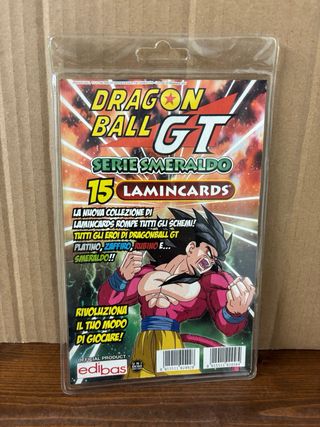 DRAGON
BALL GT
SERIE SMERALDO
15 LAMINCARDS
LA NUOVA COLLEZIONE DI
LAMINCARDS ROMPE TUTTI GLI SCHEMI!
TUTTI GLI EROI DI DRAGONBALL GT
PLATINO, ZAFFIRO, RUBINO E...
SMERALDO!!
RIVOLUZIONA
IL TUO MODO
DI GIOCARE!
OFFICIAL PRODUCT
edibas